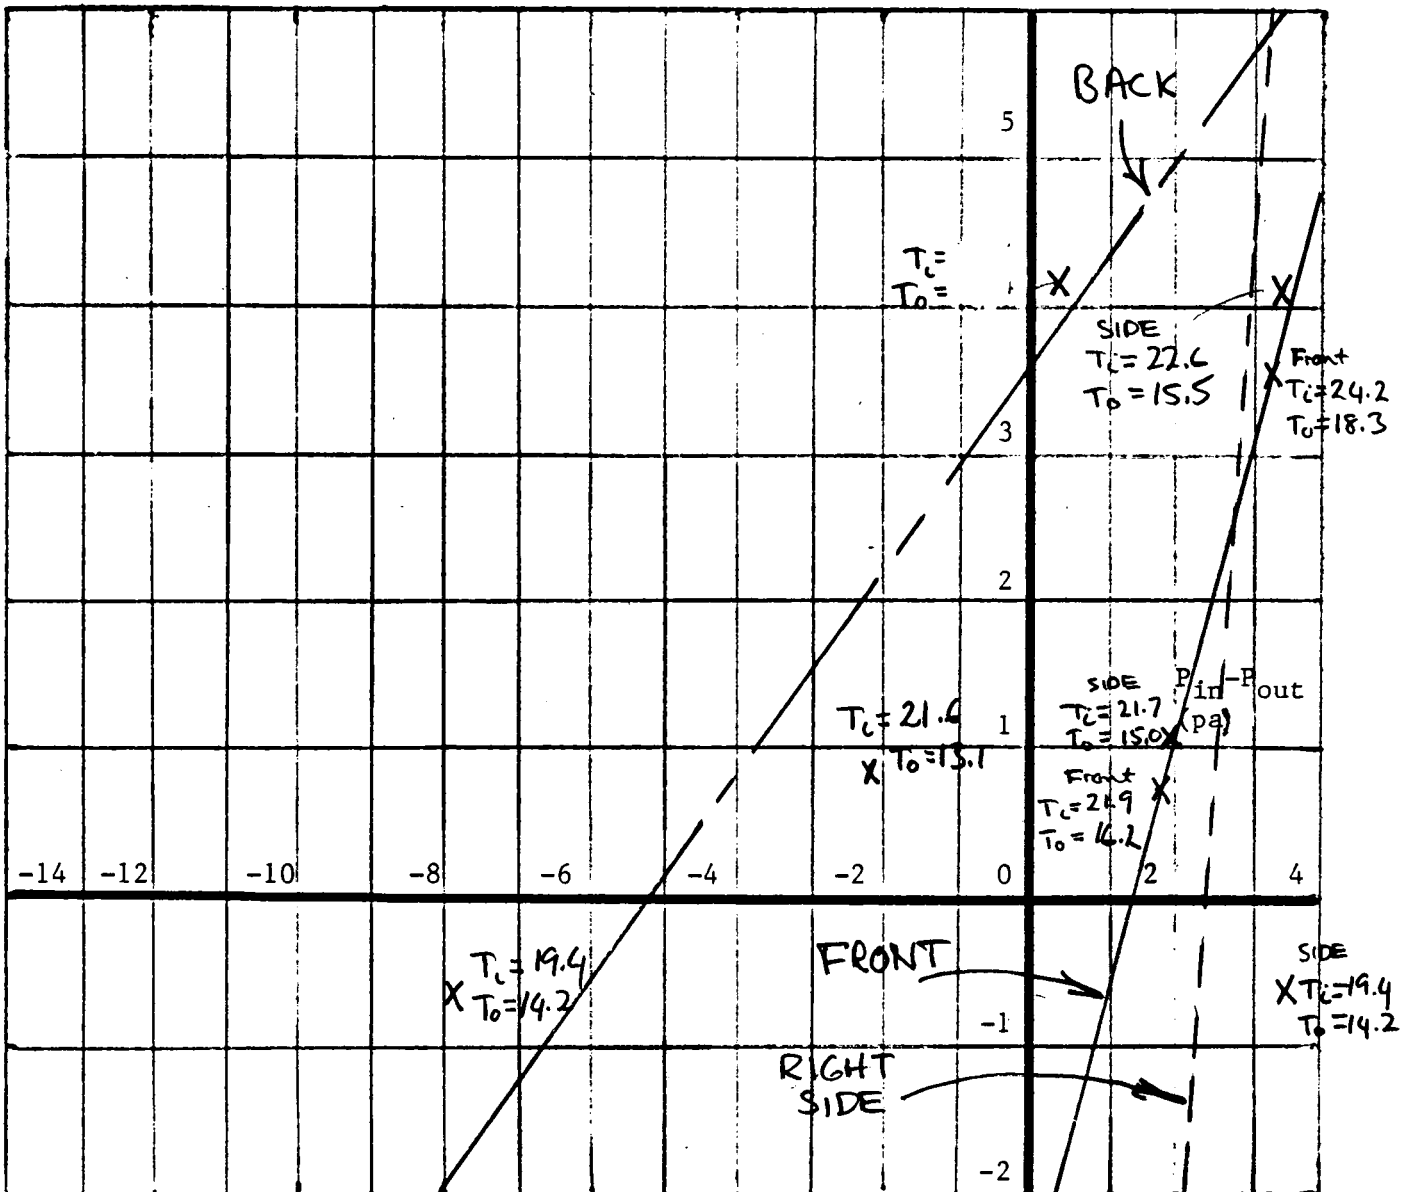 BACK
5
Ti=
To=
SIDE
Ti=22.6
To=15.5
Front
Ti=24.2
To=18.3
3
2
SIDE
Ti=21.7
To=15.0
Pin-Pout
(pa)
Ti=21.6
To=13.1
1
Front
Ti=21.9
To=16.2
-14 -12 -10 -8 -6 -4 -2 0 2 4
FRONT
Ti=19.4
To=14.2
SIDE
Ti=19.4
To=14.2
-1
RIGHT
SIDE
-2